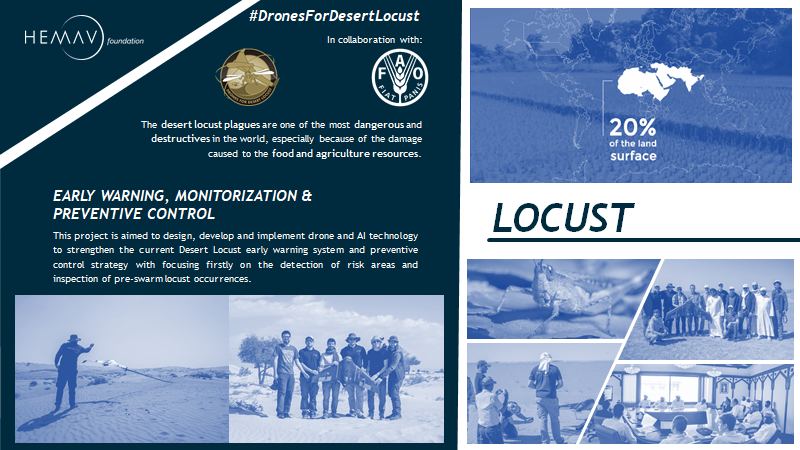 HEMAV
foundation
#DronesForDesertLocust
In collaboration with:
FAO
FIAT PANIS
The desert locust plagues are one of the most dangerous and
destructives in the world, especially because of the damage
caused to the food and agriculture resources.
EARLY WARNING, MONITORIZATION &
PREVENTIVE CONTROL
This project is aimed to design, develop and implement drone and AI technology
to strengthen the current Desert Locust early warning system and preventive
control strategy with focusing firstly on the detection of risk areas and
inspection of pre-swarm locust occurrences.
20%
of the land
surface
LOCUST